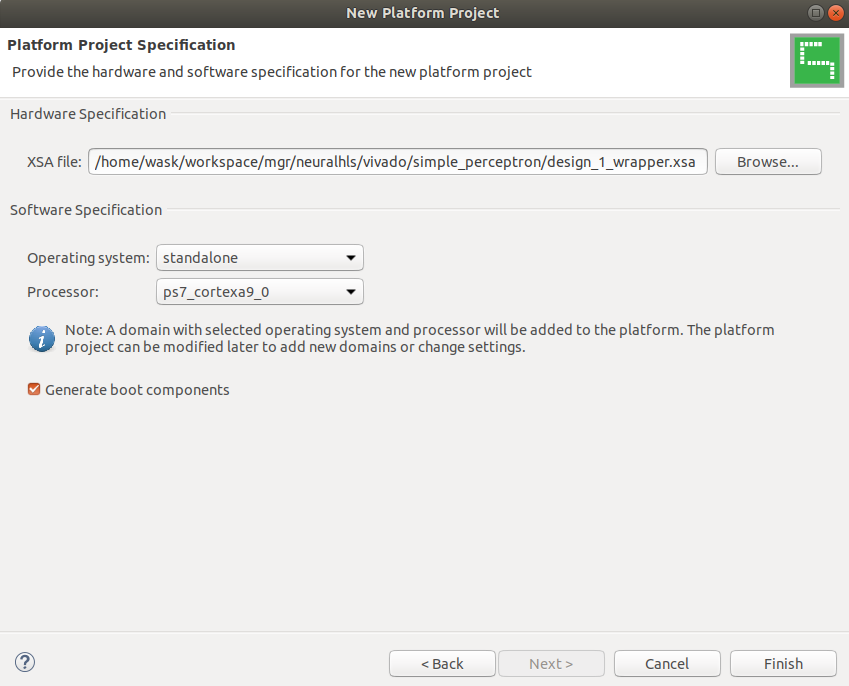 New Platform Project
Platform Project Specification
Provide the hardware and software specification for the new platform project
Hardware Specification
XSA file: /home/wask/workspace/mgr/neuralhls/vivado/simple_perceptron/design_1_wrapper.xsa Browse...
Software Specification
Operating system: standalone
Processor: ps7_cortexa9_0
Note: A domain with selected operating system and processor will be added to the platform. The platform
project can be modified later to add new domains or change settings.
Generate boot components
? < Back Next > Cancel Finish